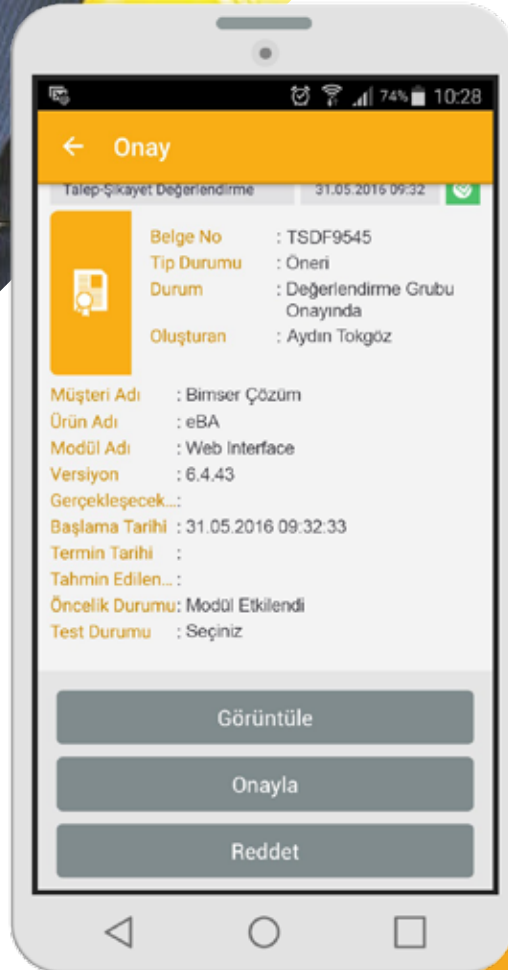 74% 10:28
Onay
Talep-Şikayet Değerlendirme 31.05.2016 09:32
Belge No : TSDF9545
Tip Durumu : Öneri
Durum : Değerlendirme Grubu
Onayında
Oluşturan : Aydın Tokgöz
Müşteri Adı : Bimser Çözüm
Ürün Adı : eBA
Modül Adı : Web Interface
Versiyon : 6.4.43
Gerçekleşecek...:
Başlama Tarihi : 31.05.2016 09:32:33
Termin Tarihi :
Tahmin Edilen... :
Öncelik Durumu: Modül Etkilendi
Test Durumu : Seçiniz
Görüntüle
Onayla
Reddet